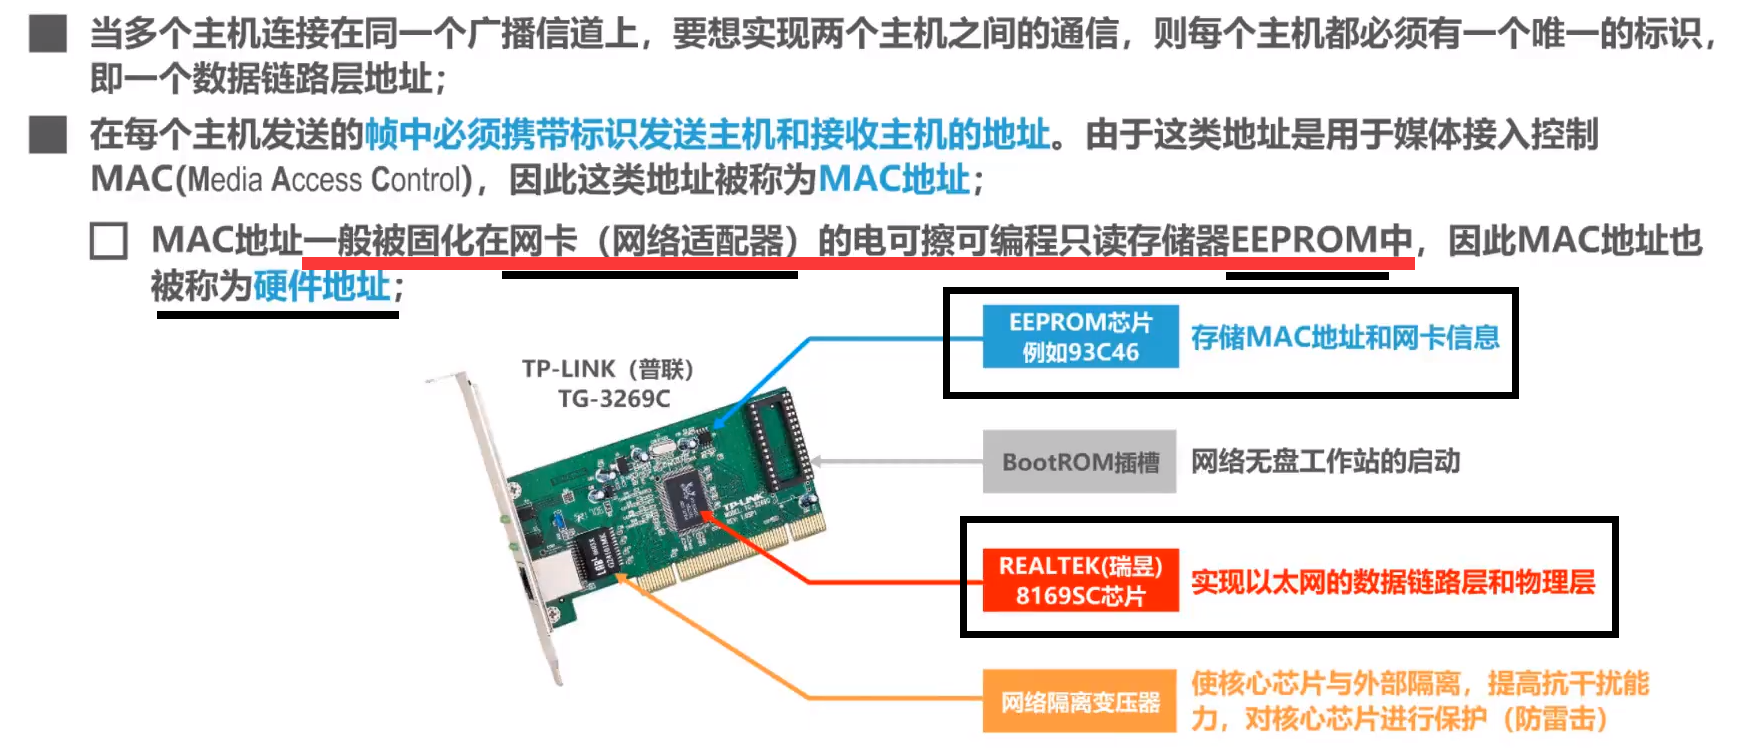 当多个主机连接在同一个广播信道上，要想实现两个主机之间的通信，则每个主机都必须有一个唯一的标识，
即一个数据链路层地址；
在每个主机发送的帧中必须携带标识发送主机和接收主机的地址。由于这类地址是用于媒体接入控制
MAC(Media Access Control)，因此这类地址被称为MAC地址；
MAC地址一般被固化在网卡（网络适配器）的电可擦可编程只读存储器EEPROM中，因此MAC地址也
被称为硬件地址；
TP-LINK（普联）
TG-3269C
EEPROM芯片
例如93C46
存储MAC地址和网卡信息
BootROM插槽
网络无盘工作站的启动
TP-LINK
REALTEK(瑞昱)
8169SC芯片
实现以太网的数据链路层和物理层
网络隔离变压器
使核心芯片与外部隔离，提高抗干扰能
力，对核心芯片进行保护（防雷击）